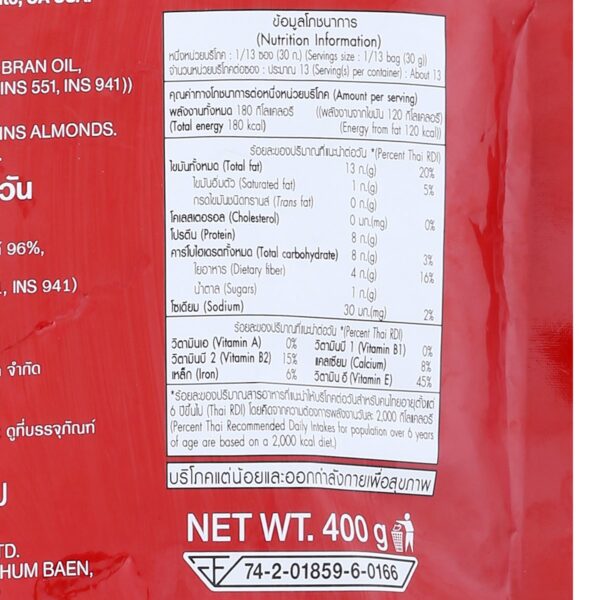 BRAN OIL,
INS 551, INS 941))
INS ALMONDS.
วัน
96%,
, INS 941)
จำกัด
ดูที่บรรจุภัณฑ์
TD.
HUM BAEN,
ข้อมูลโภชนาการ
(Nutrition Information)
หนึ่งหน่วยบริโภค : 1/13 ซอง (30 ก.) (Servings size : 1/13 bag (30 g))
จำนวนหน่วยบริโภคต่อซอง : ประมาณ 13 (Serving(s) per container) : About 13
คุณค่าทางโภชนาการต่อหนึ่งหน่วยบริโภค (Amount per serving)
พลังงานทั้งหมด 180 กิโลแคลอรี ((พลังงานจากไขมัน 120 กิโลแคลอรี)
(Total energy 180 kcal) (Energy from fat 120 kcal))
ร้อยละของปริมาณที่แนะนำต่อวัน *(Percent Thai RDI)
ไขมันทั้งหมด (Total fat) 13 ก.(g) 20%
ไขมันอิ่มตัว (Saturated fat) 1 ก.(g) 5%
กรดไขมันชนิดทรานส์ (Trans fat) 0 ก.(g)
โคเลสเตอรอล (Cholesterol) 0 มก.(mg) 0%
โปรตีน (Protein) 8 ก.(g)
คาร์โบไฮเดรตทั้งหมด (Total carbohydrate) 8 ก.(g) 3%
ใยอาหาร (Dietary fiber) 4 ก.(g) 16%
น้ำตาล (Sugars) 1 ก.(g)
โซเดียม (Sodium) 30 มก.(mg) 2%
ร้อยละของปริมาณที่แนะนำต่อวัน *(Percent Thai RDI)
วิตามินเอ (Vitamin A) 0% วิตามินบี 1 (Vitamin B1) 0%
วิตามินบี 2 (Vitamin B2) 15% แคลเซียม (Calcium) 8%
เหล็ก (Iron) 6% วิตามิน อี (Vitamin E) 45%
*ร้อยละของปริมาณสารอาหารที่แนะนำให้บริโภคต่อวันสำหรับคนไทยอายุตั้งแต่
6 ปีขึ้นไป (Thai RDI) โดยคิดจากความต้องการพลังงานวันละ 2,000 กิโลแคลอรี
(Percent Thai Recommended Daily Intakes for population over 6 years
of age are based on a 2,000 kcal diet.)
บริโภคแต่น้อยและออกกำลังกายเพื่อสุขภาพ
NET WT. 400 g
74-2-01859-6-0166